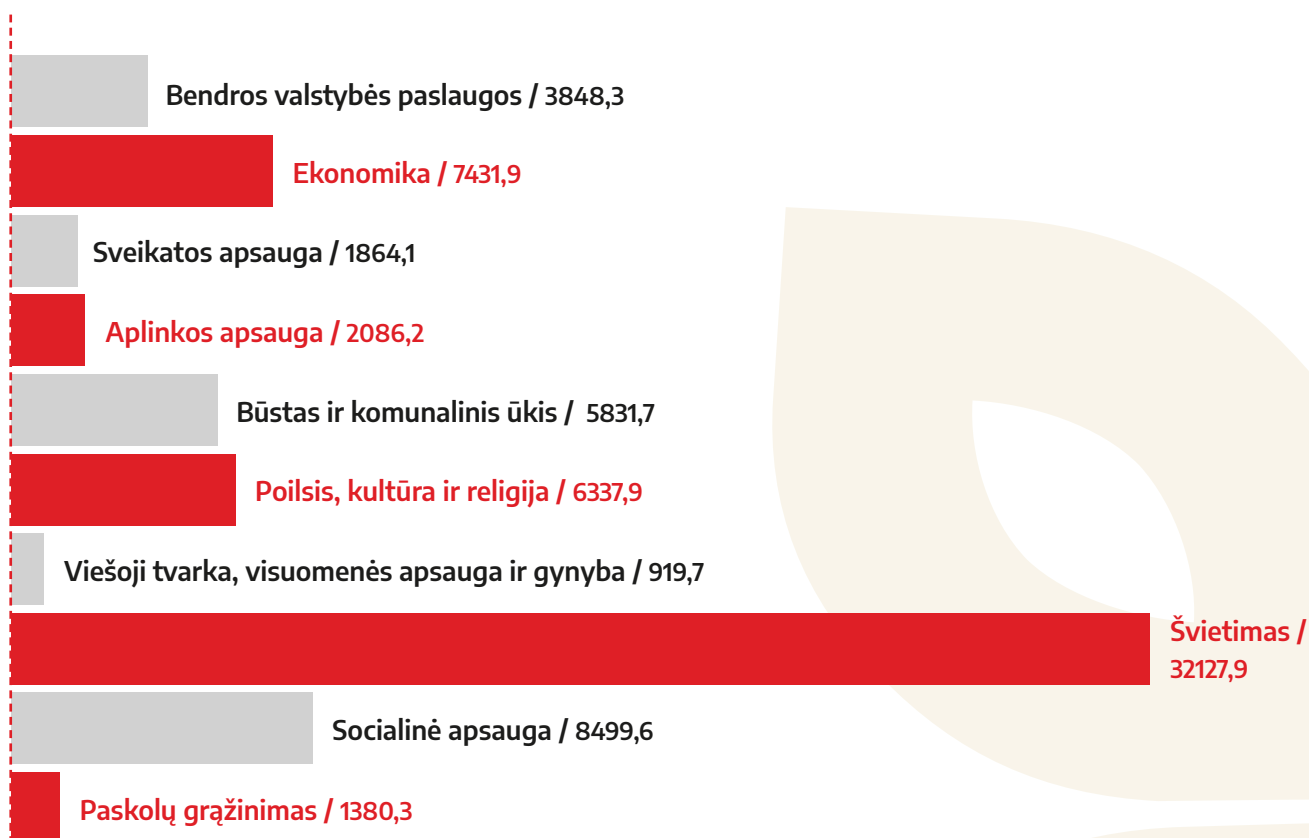 Bendros valstybės paslaugos / 3848,3
Ekonomika / 7431,9
Sveikatos apsauga / 1864,1
Aplinkos apsauga / 2086,2
Būstas ir komunalinis ūkis / 5831,7
Poilsis, kultūra ir religija / 6337,9
Viešoji tvarka, visuomenės apsauga ir gynyba / 919,7
Švietimas /
32127,9
Socialinė apsauga / 8499,6
Paskolų grąžinimas / 1380,3